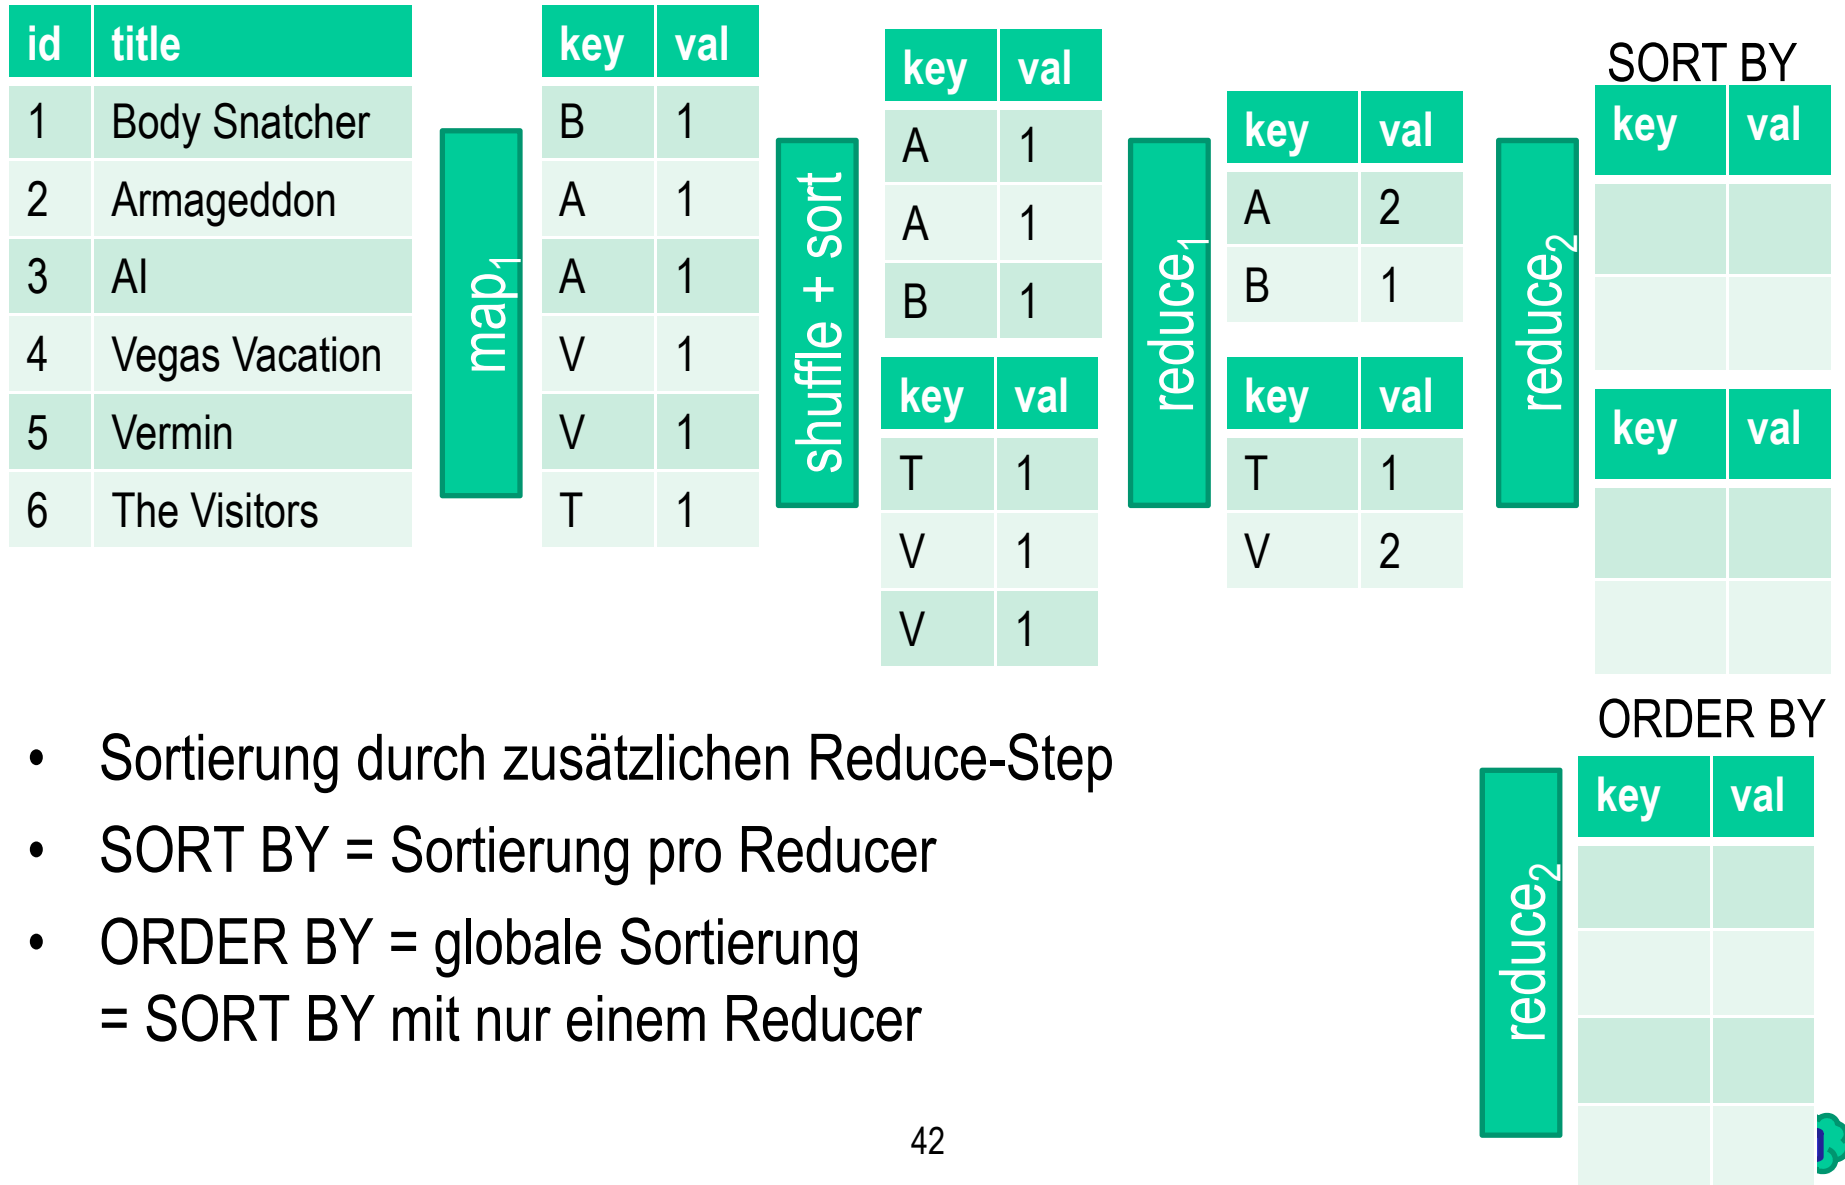 id title
1 Body Snatcher
2 Armageddon
3 AI
4 Vegas Vacation
5 Vermin
6 The Visitors
map1
key val
B 1
A 1
A 1
V 1
V 1
T 1
shuffle + sort
key val
A 1
A 1
B 1
key val
T 1
V 1
V 1
reduce1
key val
A 2
B 1
key val
T 1
V 2
reduce2
SORT BY
key val
key val
ORDER BY
reduce2
key val
• Sortierung durch zusätzlichen Reduce-Step
• SORT BY = Sortierung pro Reducer
• ORDER BY = globale Sortierung
= SORT BY mit nur einem Reducer
42